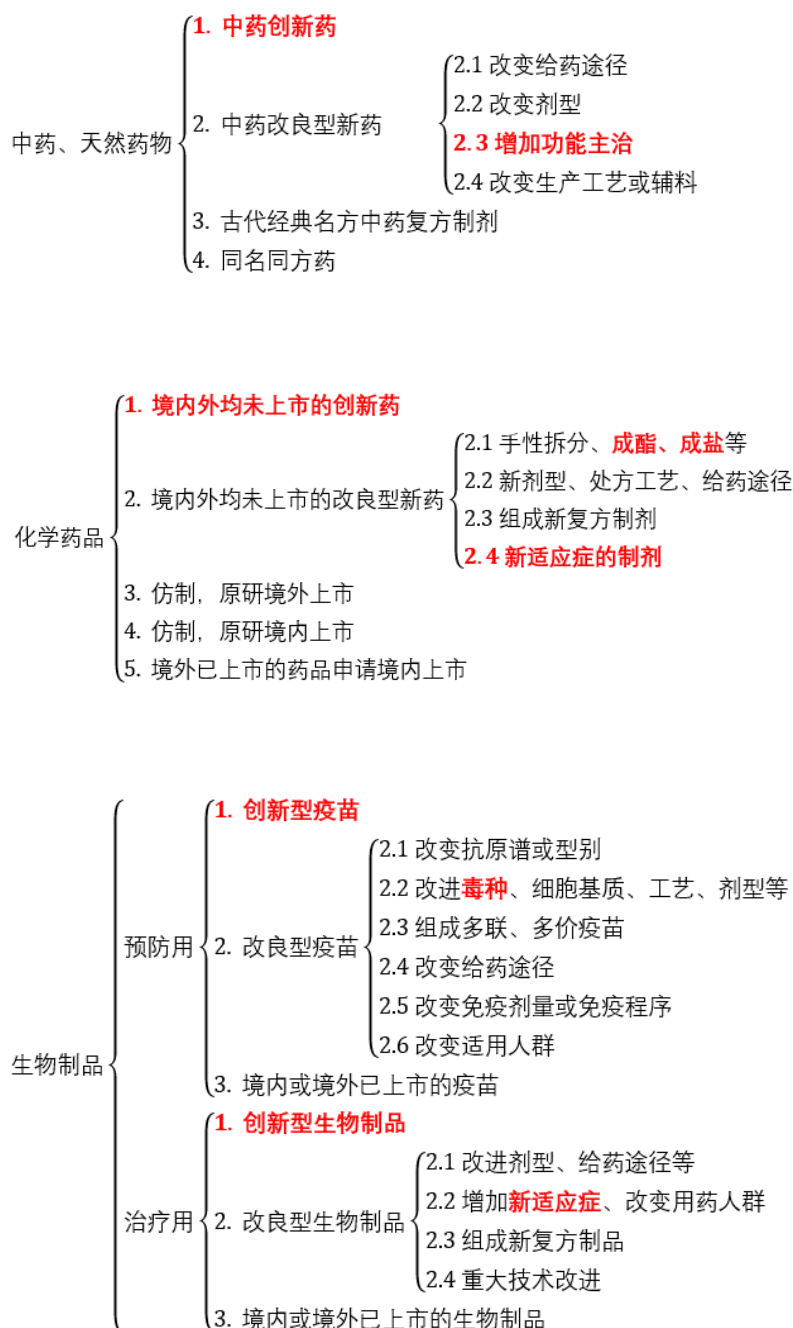 1. 中药创新药
2.1 改变给药途径
2.2 改变剂型
中药、天然药物
2. 中药改良型新药
2.3 增加功能主治
2.4 改变生产工艺或辅料
3. 古代经典名方中药复方制剂
4. 同名同方药
1. 境内外均未上市的创新药
2.1 手性拆分、成酯、成盐等
2.2 新剂型、处方工艺、给药途径
2. 境内外均未上市的改良型新药
2.3 组成新复方制剂
化学药品
2.4 新适应症的制剂
3. 仿制，原研境外上市
4. 仿制，原研境内上市
5. 境外已上市的药品申请境内上市
1. 创新型疫苗
2.1 改变抗原谱或型别
2.2 改进毒种、细胞基质、工艺、剂型等
2.3 组成多联、多价疫苗
预防用
2. 改良型疫苗
2.4 改变给药途径
2.5 改变免疫剂量或免疫程序
2.6 改变适用人群
生物制品
3. 境内或境外已上市的疫苗
1. 创新型生物制品
2.1 改进剂型、给药途径等
2.2 增加新适应症、改变用药人群
治疗用
2. 改良型生物制品
2.3 组成新复方制品
2.4 重大技术改进
3. 境内或境外已上市的生物制品